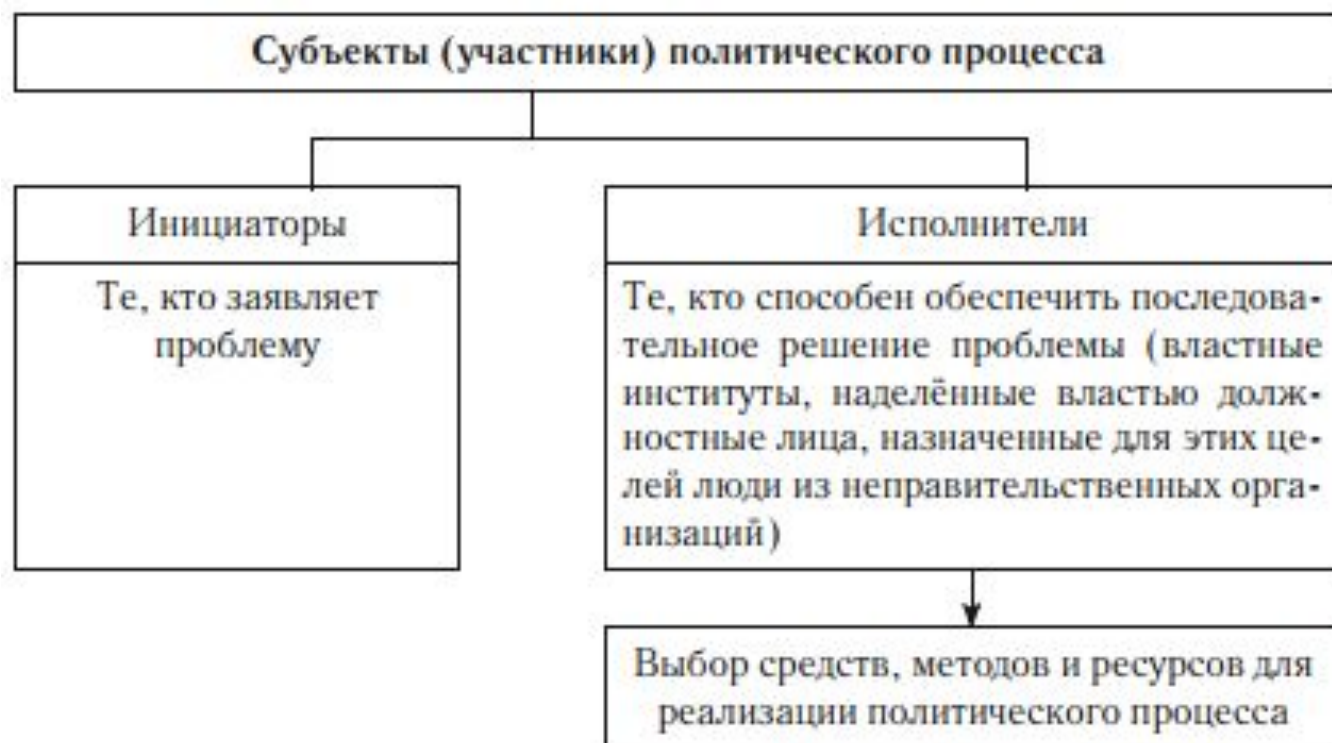 Субъекты (участники) политического процесса
Инициаторы
Те, кто заявляет
проблему
Исполнители
Те, кто способен обеспечить последова-
тельное решение проблемы (властные
институты, наделённые властью долж-
ностные лица, назначенные для этих це-
лей люди из неправительственных орга-
низаций)
Выбор средств, методов и ресурсов для
реализации политического процесса